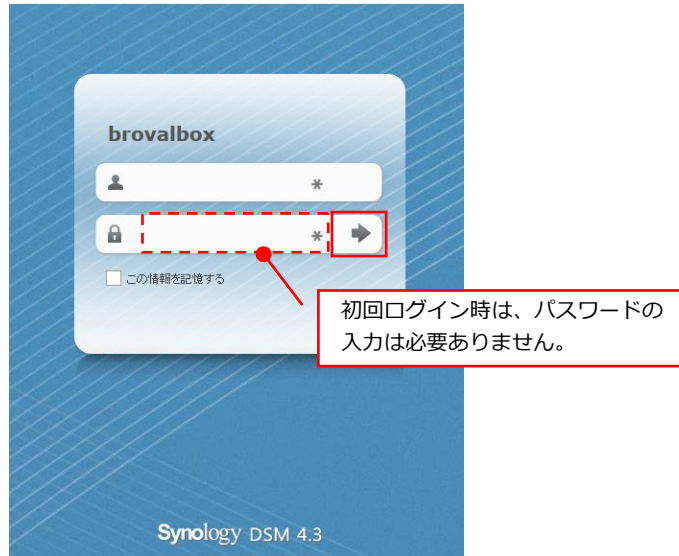 brovalbox
*
*
この情報を記憶する
初回ログイン時は、パスワードの
入力は必要ありません。
Synology DSM 4.3